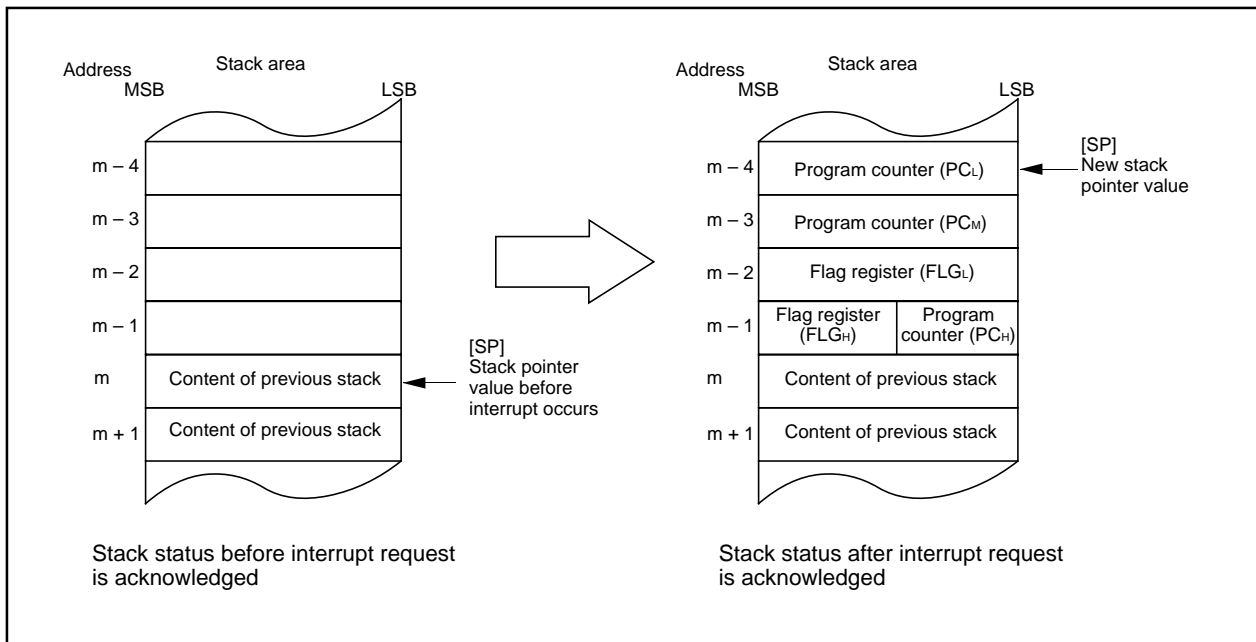 Address
MSB
Stack area
LSB
m – 4
m – 3
m – 2
m – 1
m
Content of previous stack
m + 1
Content of previous stack
[SP]
Stack pointer
value before
interrupt occurs
Stack status before interrupt request
is acknowledged
Address
MSB
Stack area
LSB
m – 4
Program counter (PCL)
[SP]
New stack
pointer value
m – 3
Program counter (PCM)
m – 2
Flag register (FLGL)
m – 1
Flag register
(FLGH)
Program
counter (PCH)
m
Content of previous stack
m + 1
Content of previous stack
Stack status after interrupt request
is acknowledged